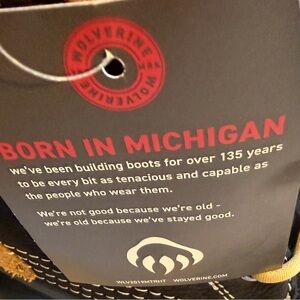 WOLVERINE
WOLVERINE
BORN IN MICHIGAN
we've been building boots for over 135 years
to be every bit as tenacious and capable as
the people who wear them.
We're not good because we're old -
we're old because we've stayed good.
WOLVERINE.COM